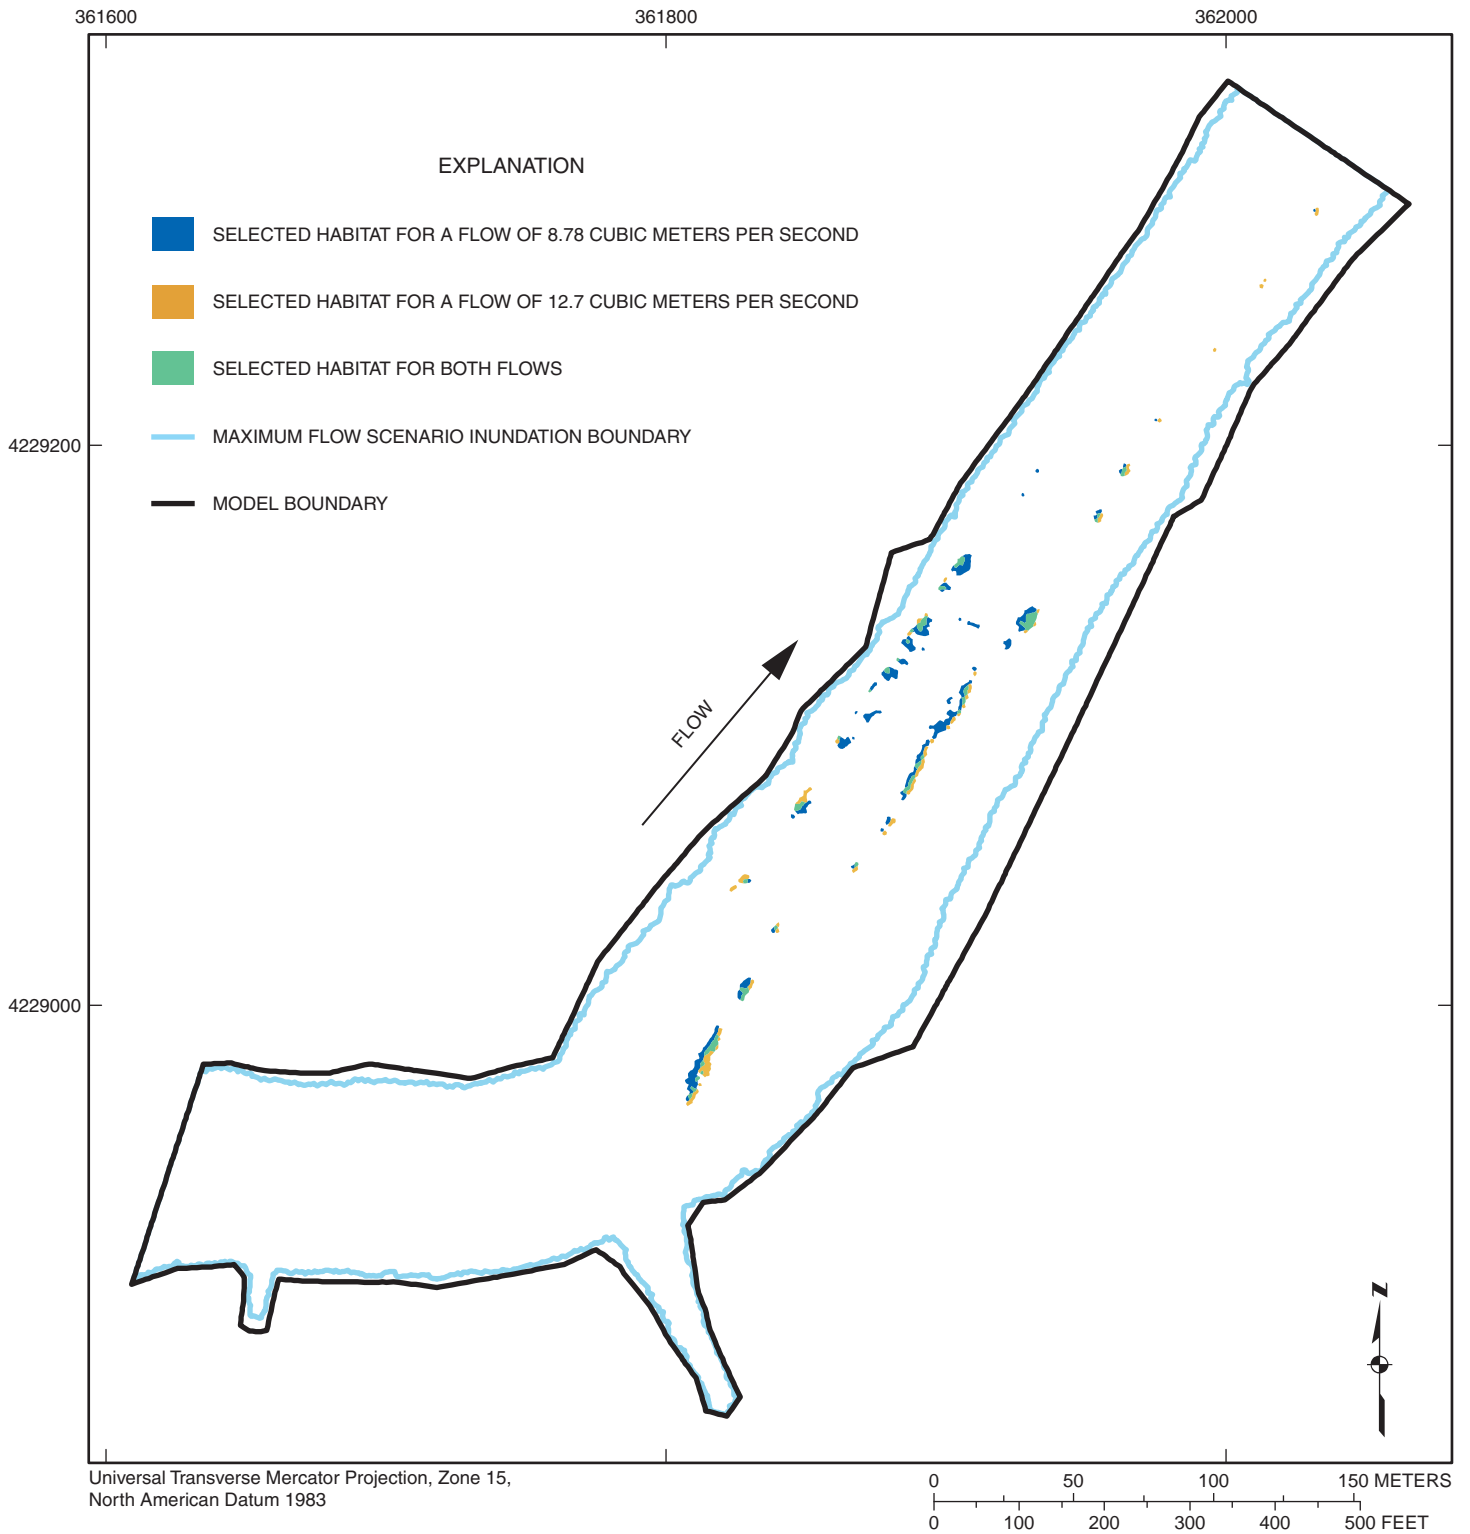 361600 361800 362000
EXPLANATION
SELECTED HABITAT FOR A FLOW OF 8.78 CUBIC METERS PER SECOND
SELECTED HABITAT FOR A FLOW OF 12.7 CUBIC METERS PER SECOND
SELECTED HABITAT FOR BOTH FLOWS
MAXIMUM FLOW SCENARIO INUNDATION BOUNDARY
4229200
MODEL BOUNDARY
FLOW
4229000
N
Universal Transverse Mercator Projection, Zone 15,
North American Datum 1983
0 50 100 150 METERS
0 100 200 300 400 500 FEET